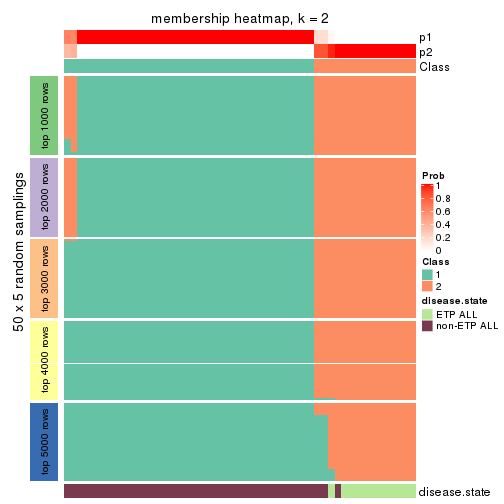 membership heatmap, k = 2
p1
p2
Class
50 x 5 random samplings
top 1000 rows
top 2000 rows
top 3000 rows
top 4000 rows
top 5000 rows
Prob
1
0.8
0.6
0.4
0.2
0
Class
1
2
disease.state
ETP ALL
non-ETP ALL
disease.state